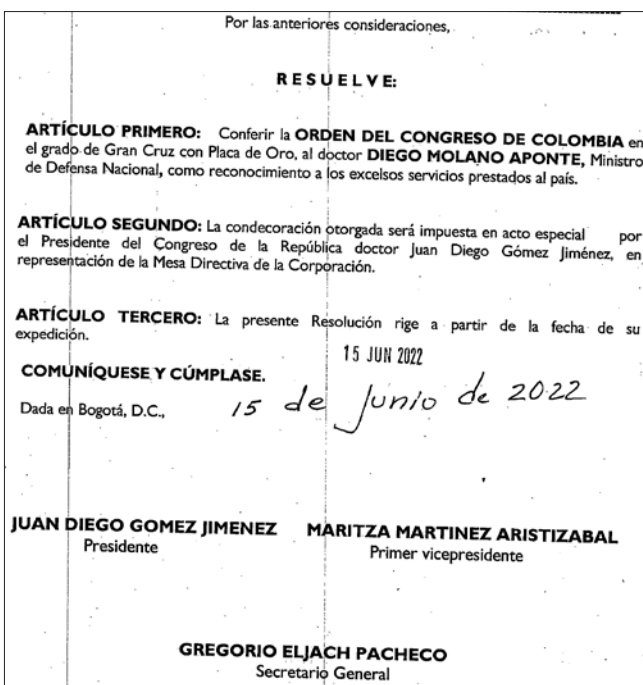 Por las anteriores consideraciones,
RESUELVE:
ARTÍCULO PRIMERO: Conferir la ORDEN DEL CONGRESO DE COLOMBIA en
el grado de Gran Cruz con Placa de Oro, al doctor DIEGO MOLANO APONTE, Ministro
de Defensa Nacional, como reconocimiento a los excelsos servicios prestados al país.
ARTÍCULO SEGUNDO: La condecoración otorgada será impuesta en acto especial por
el Presidente del Congreso de la República doctor Juan Diego Gómez Jiménez, en
representación de la Mesa Directiva de la Corporación.
ARTÍCULO TERCERO: La presente Resolución rige a partir de la fecha de su
expedición.
15 JUN 2022
COMUNÍQUESE Y CÚMPLASE.
Dada en Bogotá, D.C., 15 de Junio de 2022
JUAN DIEGO GOMEZ JIMENEZ MARITZA MARTINEZ ARISTIZABAL
Presidente Primer vicepresidente
GREGORIO ELJACH PACHECO
Secretario General